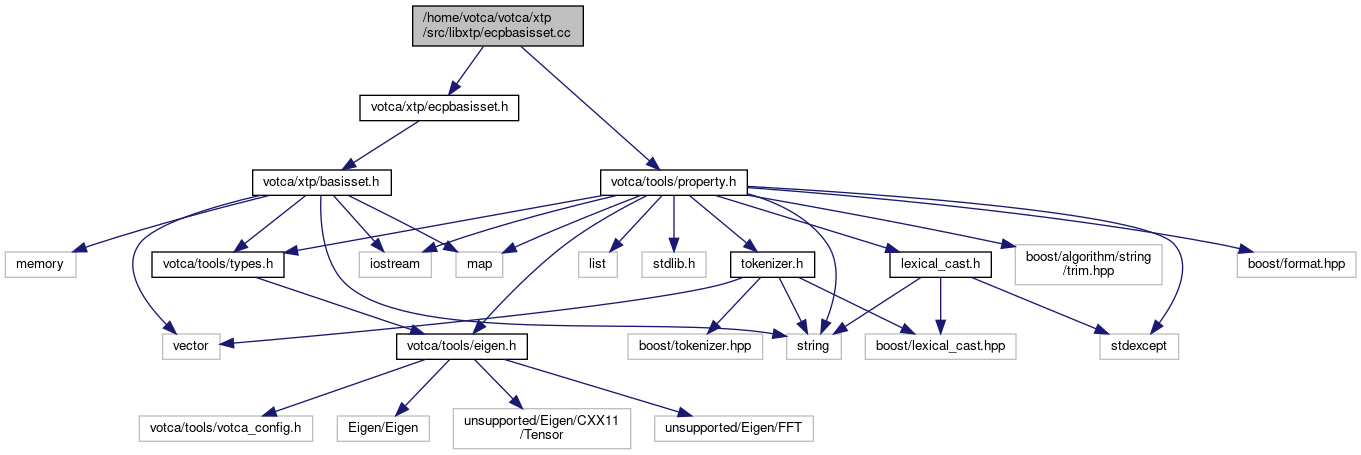 /home/votca/votca/xtp
/src/libxtp/ecpbasisset.cc
votca/xtp/ecpbasisset.h
votca/xtp/basisset.h
votca/tools/property.h
memory
votca/tools/types.h
iostream
map
list
stdlib.h
tokenizer.h
lexical_cast.h
boost/algorithm/string
/trim.hpp
boost/format.hpp
vector
votca/tools/eigen.h
boost/tokenizer.hpp
string
boost/lexical_cast.hpp
stdexcept
votca/tools/votca_config.h
Eigen/Eigen
unsupported/Eigen/CXX11
/Tensor
unsupported/Eigen/FFT